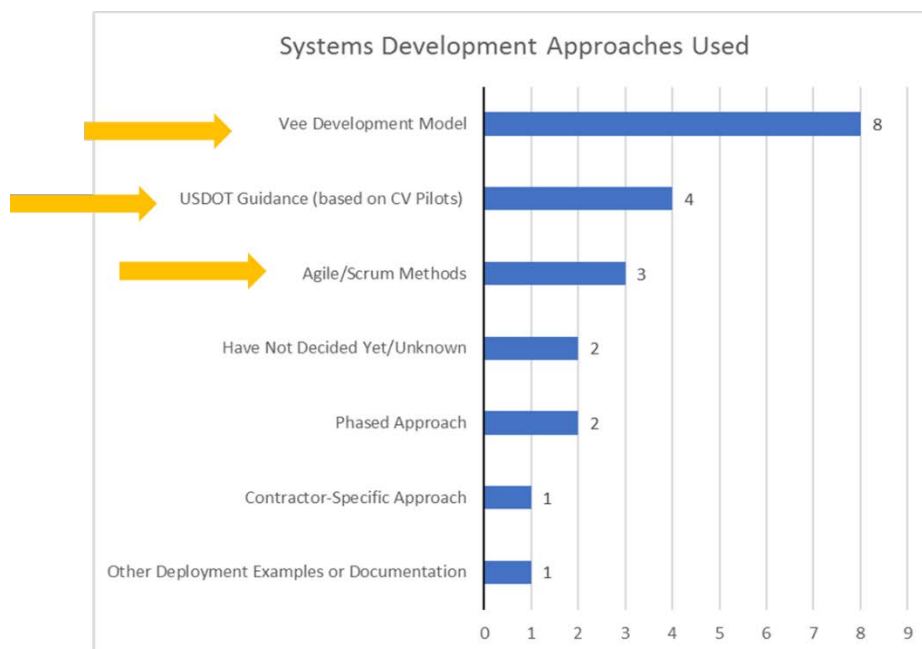 Systems Development Approaches Used
Vee Development Model 8
USDOT Guidance (based on CV Pilots) 4
Agile/Scrum Methods 3
Have Not Decided Yet/Unknown 2
Phased Approach 2
Contractor-Specific Approach 1
Other Deployment Examples or Documentation 1
0 1 2 3 4 5 6 7 8 9